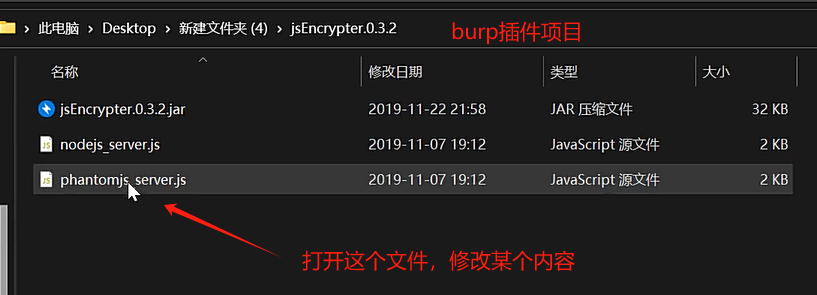 此电脑 > Desktop > 新建文件夹 (4) > jsEncrypter.0.3.2
burp插件项目
名称 修改日期 类型 大小
jsEncrypter.0.3.2.jar 2019-11-22 21:58 JAR 压缩文件 32 KB
JS nodejs_server.js 2019-11-07 19:12 JavaScript 源文件 2 KB
JS phantomjs_server.js 2019-11-07 19:12 JavaScript 源文件 2 KB
打开这个文件，修改某个内容